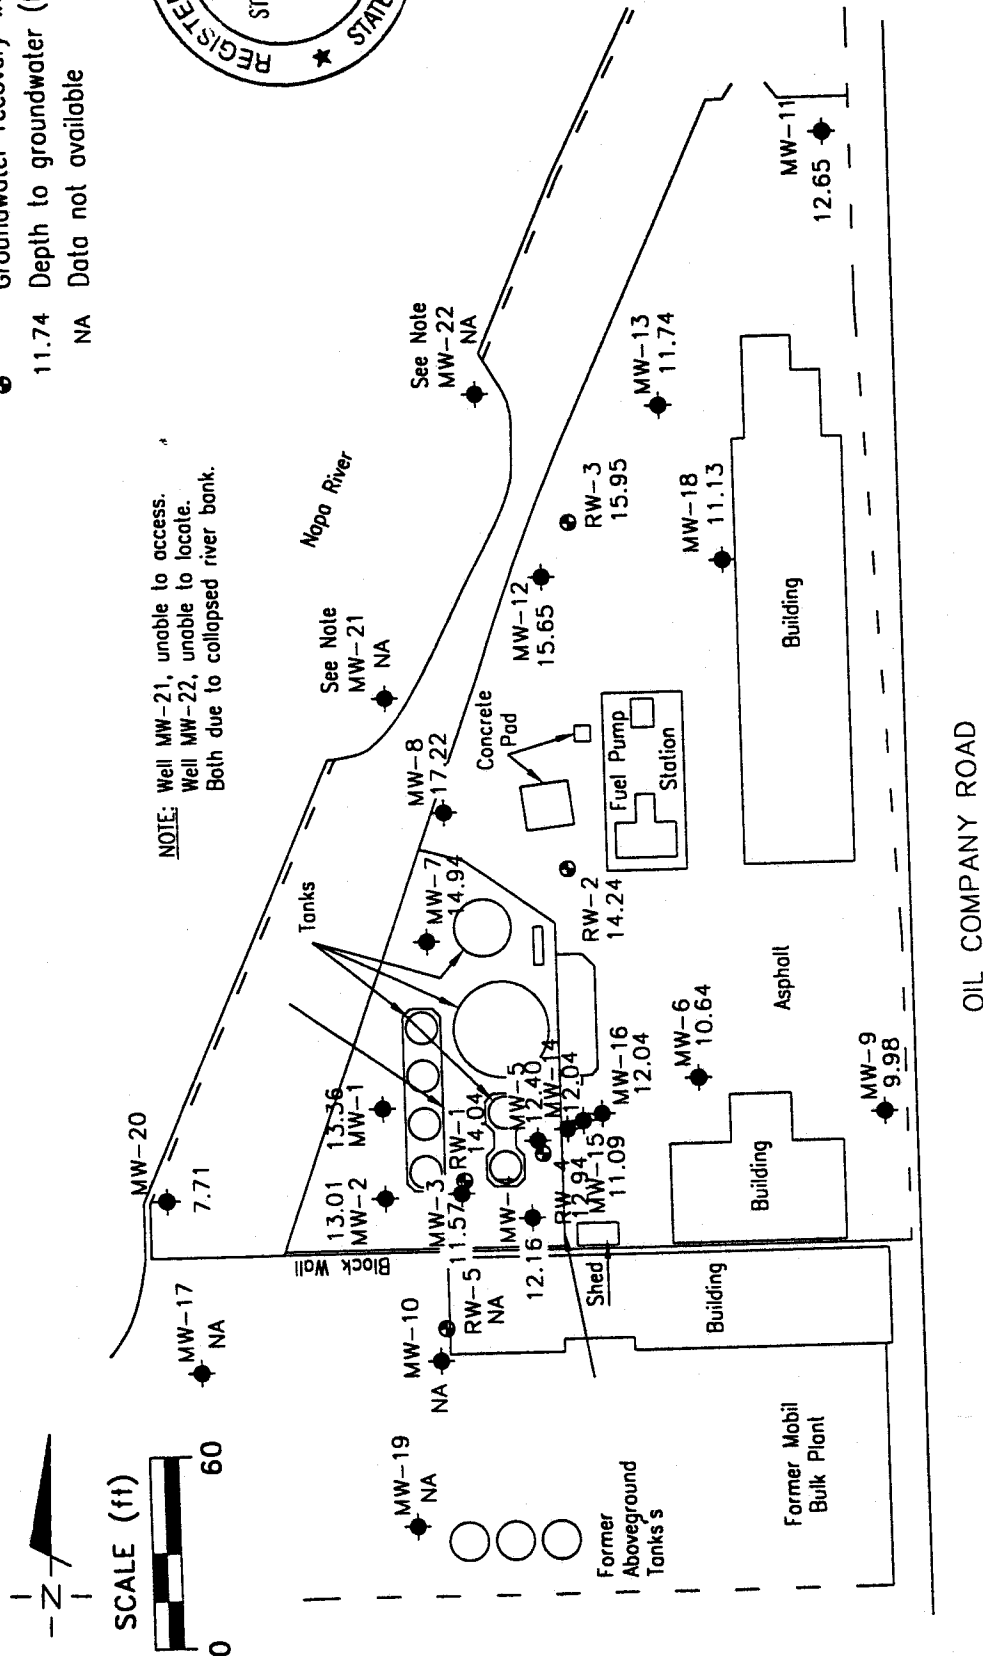 Groundwater recovery
11.74 Depth to groundwater
NA Data not available
REGISTE
STATE
ST
NOTE: Well MW-21, unable to access.
Well MW-22, unable to locate.
Both due to collapsed river bank.
Napa River
See Note
MW-22
NA
See Note
MW-21
NA
MW-11
12.65
MW-13
11.74
MW-18
11.13
RW-3
15.95
MW-12
15.65
Building
Concrete
Pad
Fuel Pump
Station
MW-8
17.22
MW-7
14.94
RW-2
14.24
Tanks
Asphalt
MW-20
7.71
13.36
MW-1
13.01
MW-2
RW-1
14.04
MW-3
11.57
MW-5
12.40
MW-14
12.04
MW-16
12.04
MW-15
11.09
RW-4
12.94
MW-4
12.16
MW-6
10.64
MW-9
9.98
Building
Block Wall
Shed
Building
RW-5
NA
MW-17
NA
MW-10
NA
MW-19
NA
Former
Aboveground
Tanks's
Former Mobil
Bulk Plant
N
SCALE (ft)
0
60
OIL COMPANY ROAD